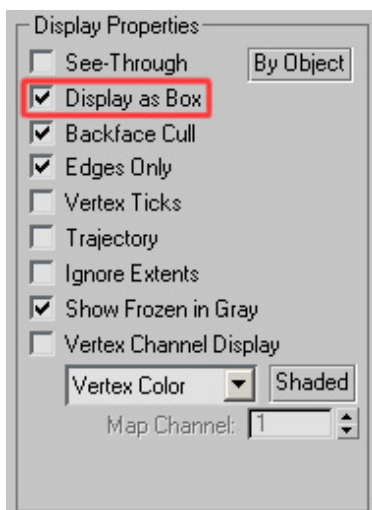 Display Properties
See-Through By Object
Display as Box
Backface Cull
Edges Only
Vertex Ticks
Trajectory
Ignore Extents
Show Frozen in Gray
Vertex Channel Display
Vertex Color Shaded
Map Channel: 1